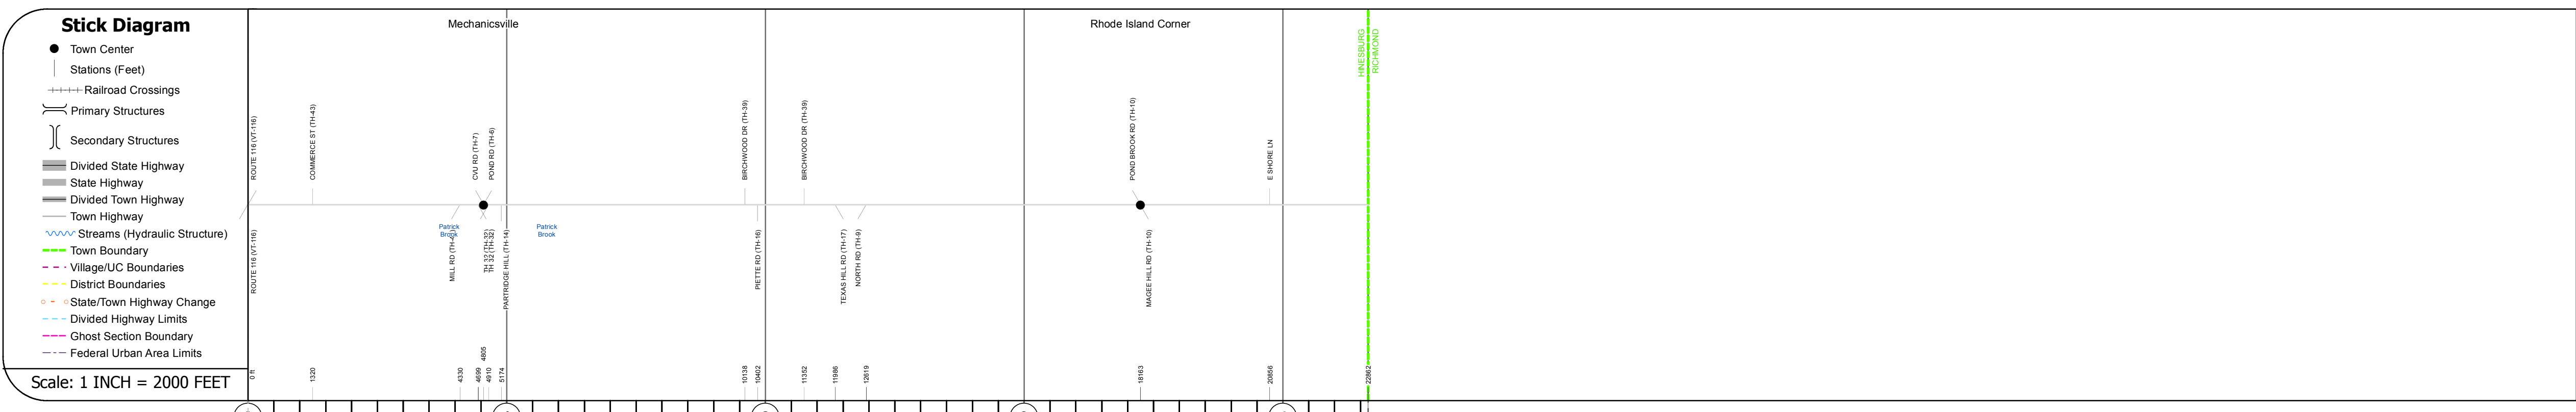 Stick Diagram
Town Center
Stations (Feet)
Railroad Crossings
Primary Structures
Secondary Structures
Divided State Highway
State Highway
Divided Town Highway
Town Highway
Streams (Hydraulic Structure)
Town Boundary
Village/UC Boundaries
District Boundaries
State/Town Highway Change
Divided Highway Limits
Ghost Section Boundary
Federal Urban Area Limits
Scale: 1 INCH = 2000 FEET
Mechanicsville
Rhode Island Corner
HINESBURG
RICHMOND
ROUTE 116 (VT-116)
COMMERCE ST (TH-43)
CVU RD (TH-7)
POND RD (TH-6)
BIRCHWOOD DR (TH-39)
BIRCHWOOD DR (TH-39)
POND BROOK RD (TH-10)
E SHORE LN
Patrick
Brook
Patrick
Brook
ROUTE 116 (VT-116)
MILL RD
TH 32 (TH-32)
TH 32 (TH-32)
PARTRIDGE HILL (TH-14)
PIETTE RD (TH-16)
TEXAS HILL RD (TH-17)
NORTH RD (TH-9)
MAGEE HILL RD (TH-10)
0 ft
1320
4330
4699
4805
4910
5174
10138
10402
11352
11986
12619
18163
20856
22862